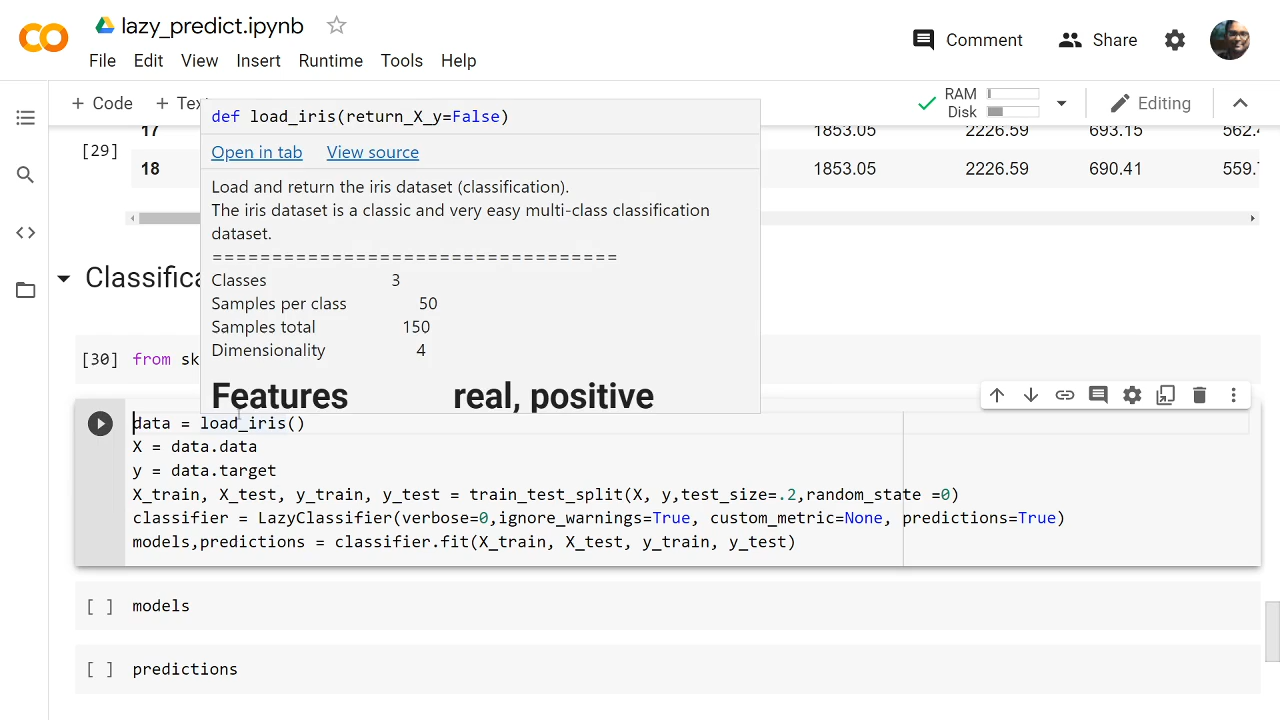 lazy_predict.ipynb
Comment
Share
File Edit View Insert Runtime Tools Help
+ Code + Tex
RAM
Disk
Editing
def load_iris(return_X_y=False)
Open in tab View source
Load and return the iris dataset (classification).
The iris dataset is a classic and very easy multi-class classification
dataset.
==================================
Classes 3
Samples per class 50
Samples total 150
Dimensionality 4
Features real, positive
17 1853.05 2226.59 693.15 562.
[29]
18 1853.05 2226.59 690.41 559.
Classifica
[30] from sk
data = load_iris()
X = data.data
y = data.target
X_train, X_test, y_train, y_test = train_test_split(X, y,test_size=.2,random_state =0)
classifier = LazyClassifier(verbose=0,ignore_warnings=True, custom_metric=None, predictions=True)
models,predictions = classifier.fit(X_train, X_test, y_train, y_test)
[ ] models
[ ] predictions